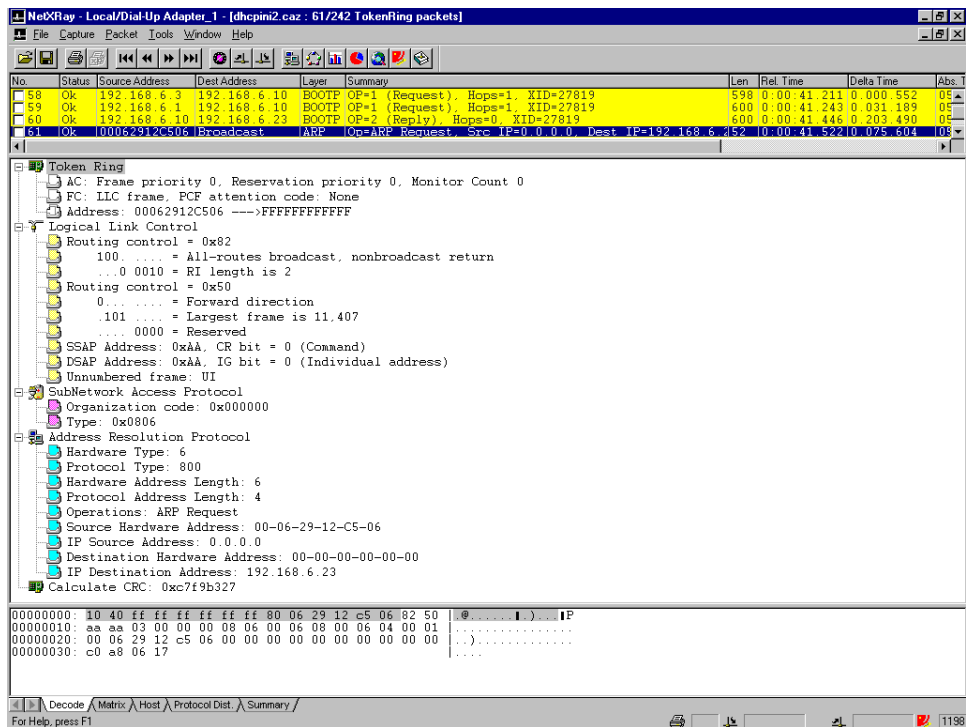 NetXRay - Local/Dial-Up Adapter_1 - [dhcpini2.caz : 61/242 TokenRing packets]
File Capture Packet Tools Window Help
No. Status Source Address Dest Address Layer Summary Len Rel. Time Delta Time Abs. T
58 Ok 192.168.6.3 192.168.6.10 BOOTP OP=1 (Request), Hops=1, XID=27819 598 0:00:41.211 0.000.552 05
59 Ok 192.168.6.1 192.168.6.10 BOOTP OP=1 (Request), Hops=1, XID=27819 600 0:00:41.243 0.031.189 05
60 Ok 192.168.6.10 192.168.6.23 BOOTP OP=2 (Reply), Hops=0, XID=27819 600 0:00:41.446 0.203.490 05
61 Ok 00062912C506 Broadcast ARP Op=ARP Request, Src IP=0.0.0.0, Dest IP=192.168.6.2 52 0:00:41.522 0.075.604 05
Token Ring
AC: Frame priority 0, Reservation priority 0, Monitor Count 0
FC: LLC frame, PCF attention code: None
Address: 00062912C506 --->FFFFFFFFFFFF
Logical Link Control
Routing control = 0x82
100. .... = All-routes broadcast, nonbroadcast return
...0 0010 = RI length is 2
Routing control = 0x50
0... .... = Forward direction
.101 .... = Largest frame is 11,407
.... 0000 = Reserved
SSAP Address: 0xAA, CR bit = 0 (Command)
DSAP Address: 0xAA, IG bit = 0 (Individual address)
Unnumbered frame: UI
SubNetwork Access Protocol
Organization code: 0x000000
Type: 0x0806
Address Resolution Protocol
Hardware Type: 6
Protocol Type: 800
Hardware Address Length: 6
Protocol Address Length: 4
Operations: ARP Request
Source Hardware Address: 00-06-29-12-C5-06
IP Source Address: 0.0.0.0
Destination Hardware Address: 00-00-00-00-00-00
IP Destination Address: 192.168.6.23
Calculate CRC: 0xc7f9b327
00000000: 10 40 ff ff ff ff ff ff 80 06 29 12 c5 06 82 50 |.@.......▮.)...▮P
00000010: aa aa 03 00 00 00 08 06 00 06 08 00 06 04 00 01 |................
00000020: 00 06 29 12 c5 06 00 00 00 00 00 00 00 00 00 00 |..).............
00000030: c0 a8 06 17 |....
Decode Matrix Host Protocol Dist. Summary
For Help, press F1 1196